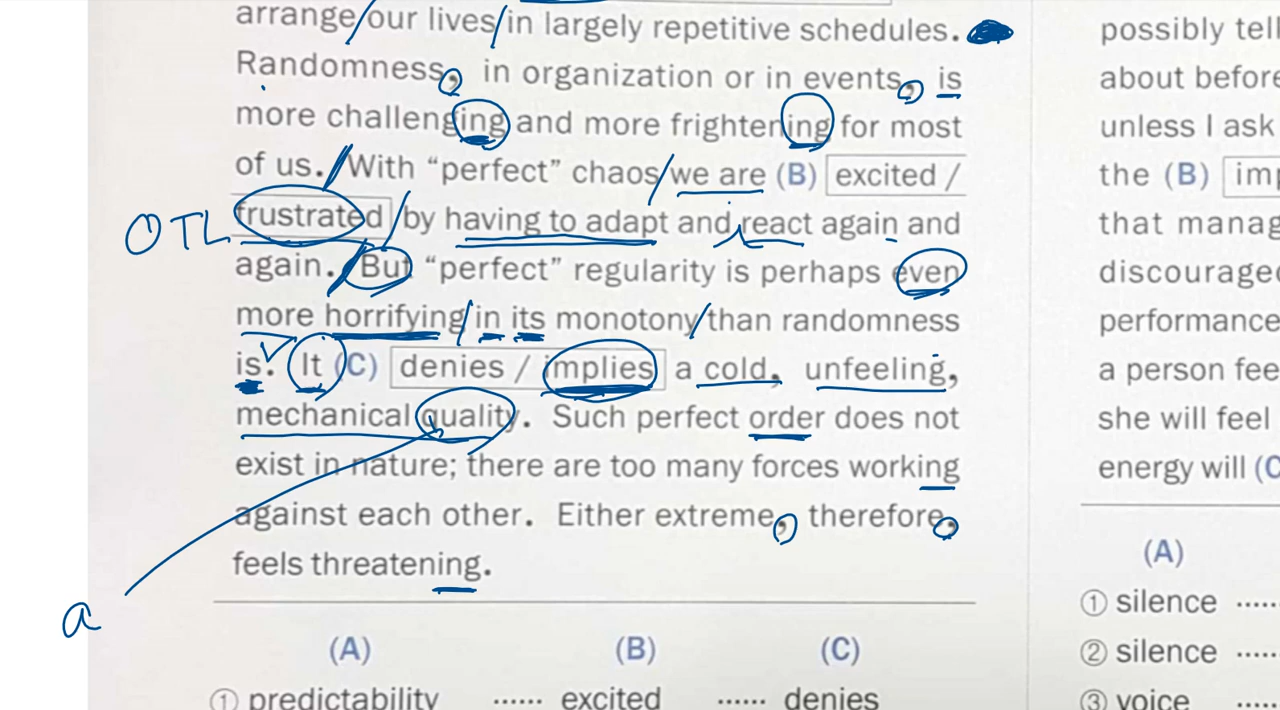 arrange our lives in largely repetitive schedules.
Randomness, in organization or in events, is
more challenging and more frightening for most
of us. With “perfect” chaos we are (B) excited /
frustrated by having to adapt and react again and
again. But “perfect” regularity is perhaps even
more horrifying in its monotony than randomness
is. It (C) denies / implies a cold, unfeeling,
mechanical quality. Such perfect order does not
exist in nature; there are too many forces working
against each other. Either extreme, therefore,
feels threatening.
(A) (B) (C)
① predictability ...... excited ...... denies
a
possibly tell
about before
unless I ask
the (B)
that manag
discourage
performance
a person fee
she will feel
energy will (C
(A)
① silence ......
② silence ......
③ voice ......